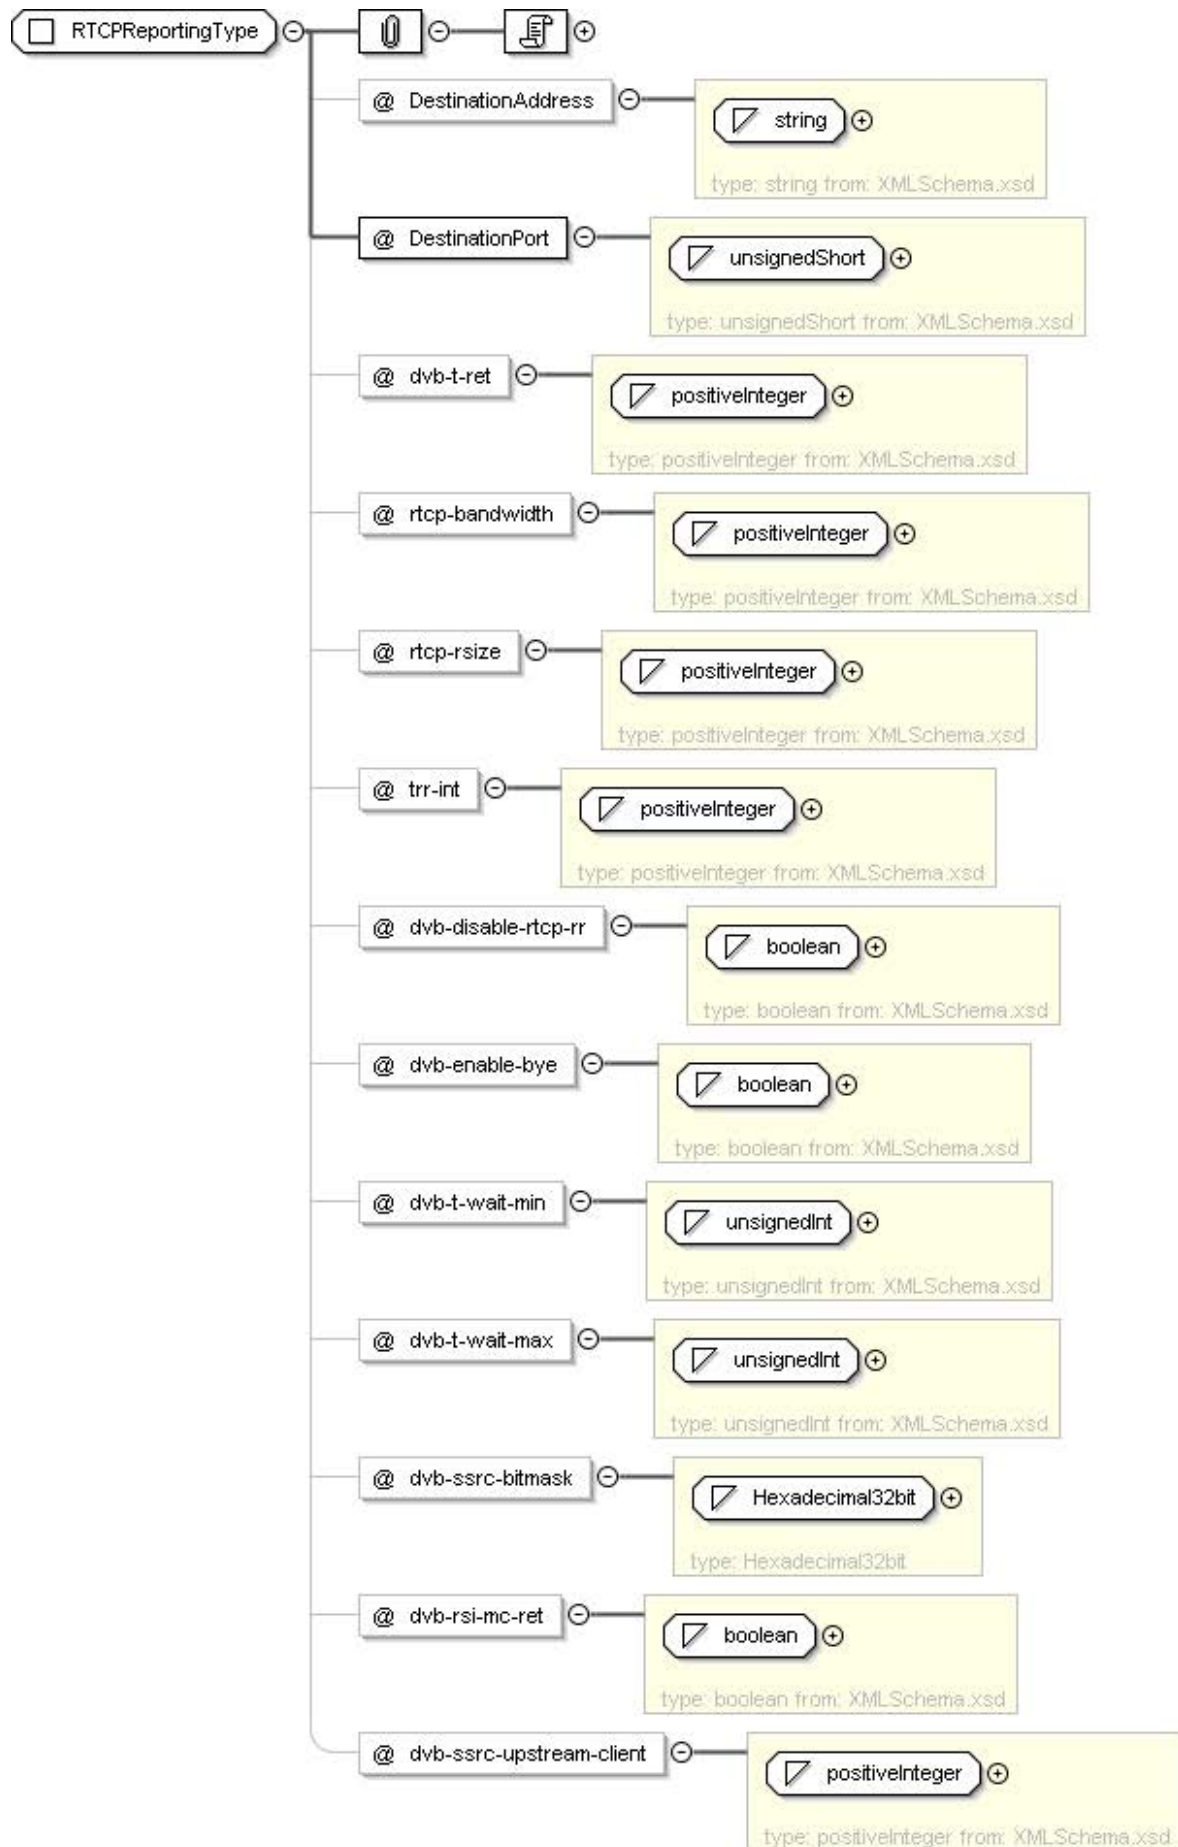 RTCPReportingType
@ DestinationAddress
string
type: string from: XMLSchema.xsd
@ DestinationPort
unsignedShort
type: unsignedShort from: XMLSchema.xsd
@ dvb-t-ret
positiveInteger
type: positiveInteger from: XMLSchema.xsd
@ rtcp-bandwidth
positiveInteger
type: positiveInteger from: XMLSchema.xsd
@ rtcp-rsize
positiveInteger
type: positiveInteger from: XMLSchema.xsd
@ trr-int
positiveInteger
type: positiveInteger from: XMLSchema.xsd
@ dvb-disable-rtcp-rr
boolean
type: boolean from: XMLSchema.xsd
@ dvb-enable-bye
boolean
type: boolean from: XMLSchema.xsd
@ dvb-t-wait-min
unsignedInt
type: unsignedInt from: XMLSchema.xsd
@ dvb-t-wait-max
unsignedInt
type: unsignedInt from: XMLSchema.xsd
@ dvb-ssrc-bitmask
Hexadecimal32bit
type: Hexadecimal32bit
@ dvb-rsi-mc-ret
boolean
type: boolean from: XMLSchema.xsd
@ dvb-ssrc-upstream-client
positiveInteger
type: positiveInteger from: XMLSchema.xsd